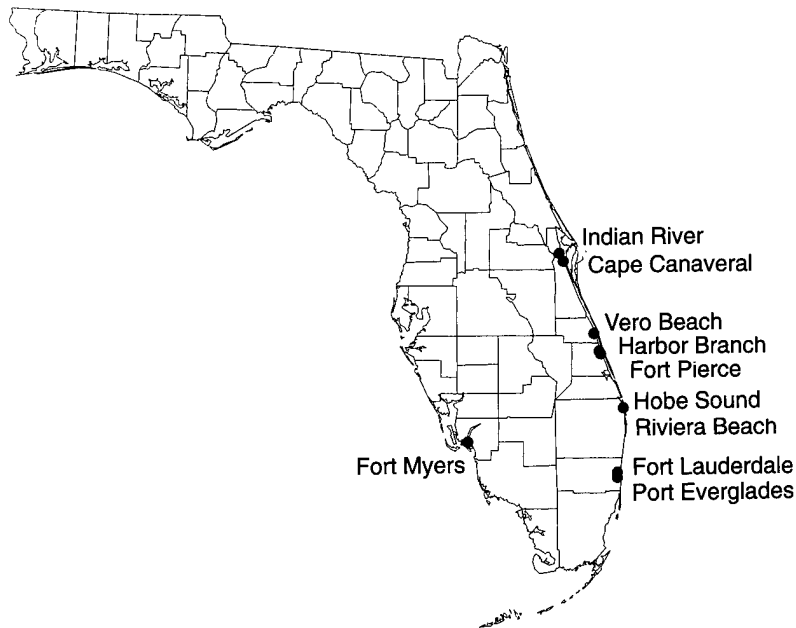 Indian River
Cape Canaveral
Vero Beach
Harbor Branch
Fort Pierce
Hobe Sound
Riviera Beach
Fort Myers
Fort Lauderdale
Port Everglades